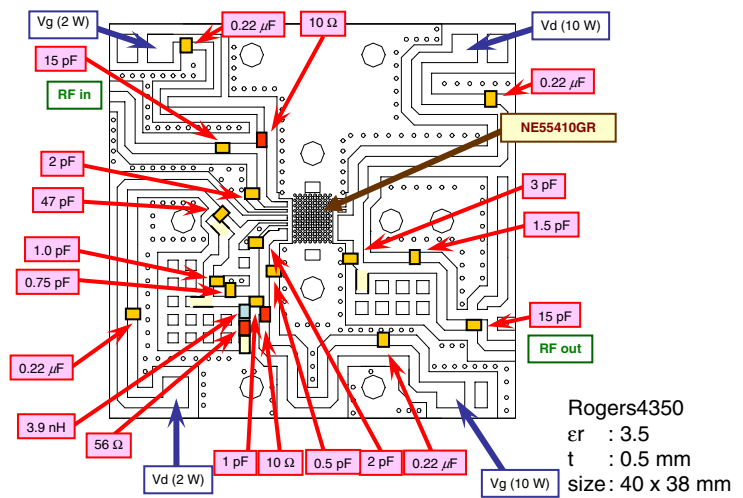 Vg (2 W)
0.22 µF
10 Ω
Vd (10 W)
15 pF
RF in
0.22 µF
NE55410GR
2 pF
3 pF
47 pF
1.5 pF
1.0 pF
0.75 pF
15 pF
RF out
0.22 µF
3.9 nH
56 Ω
Vd (2 W)
1 pF
10 Ω
0.5 pF
2 pF
0.22 µF
Vg (10 W)
Rogers4350
εr : 3.5
t : 0.5 mm
size: 40 x 38 mm